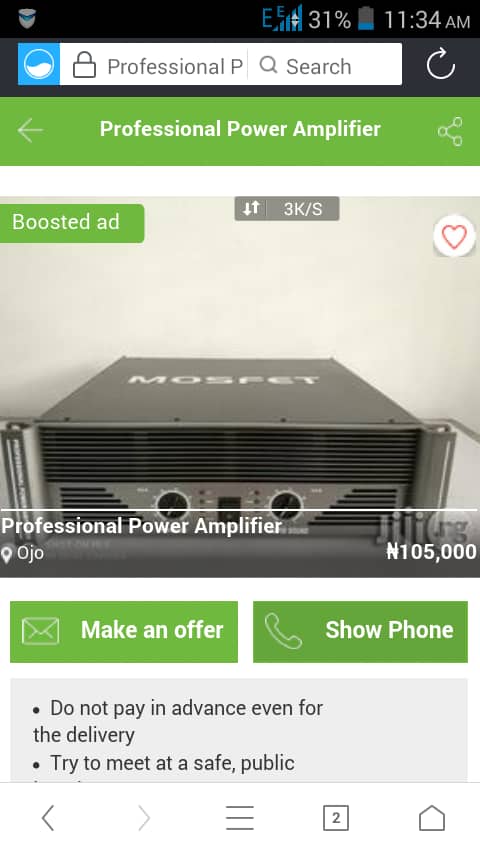 E E 31% 11:34 AM
Professional P Search
Professional Power Amplifier
3K/S
Boosted ad
MOSFET
Professional Power Amplifier
Ojo
₦105,000
Make an offer
Show Phone
• Do not pay in advance even for
the delivery
• Try to meet at a safe, public
2